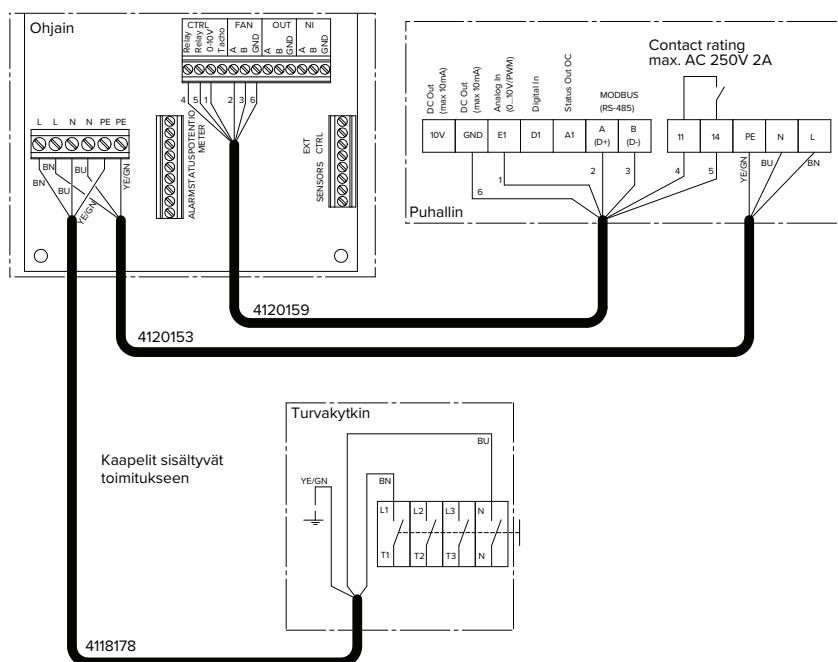 Ohjain
CTRL FAN OUT NI
Relay
Relay
0-10V
Tacho
A
B
GND
A
B
GND
A
B
GND
4 5 1 2 3 6
L L N N PE PE
BN
BN
BU
BU
YE/GN
YE/GN
ALARM STATUS POTENTIO
METER
EXT
SENSORS CTRL
Puhallin
Contact rating
max. AC 250V 2A
DC Out
(max 10mA)
DC Out
(max 10mA)
Analog In
(0...10V/PWM)
Digital In
Status Out OC
MODBUS
(RS-485)
10V GND E1 D1 A1 A
(D+) B
(D-) 11 14 PE N L
6 1 2 3 4 5 YE/GN BU BN
4120159
4120153
Turvakytkin
Kaapelit sisältyvät
toimitukseen
BU
YE/GN BN
L1 L2 L3 N
T1 T2 T3 N
4118178